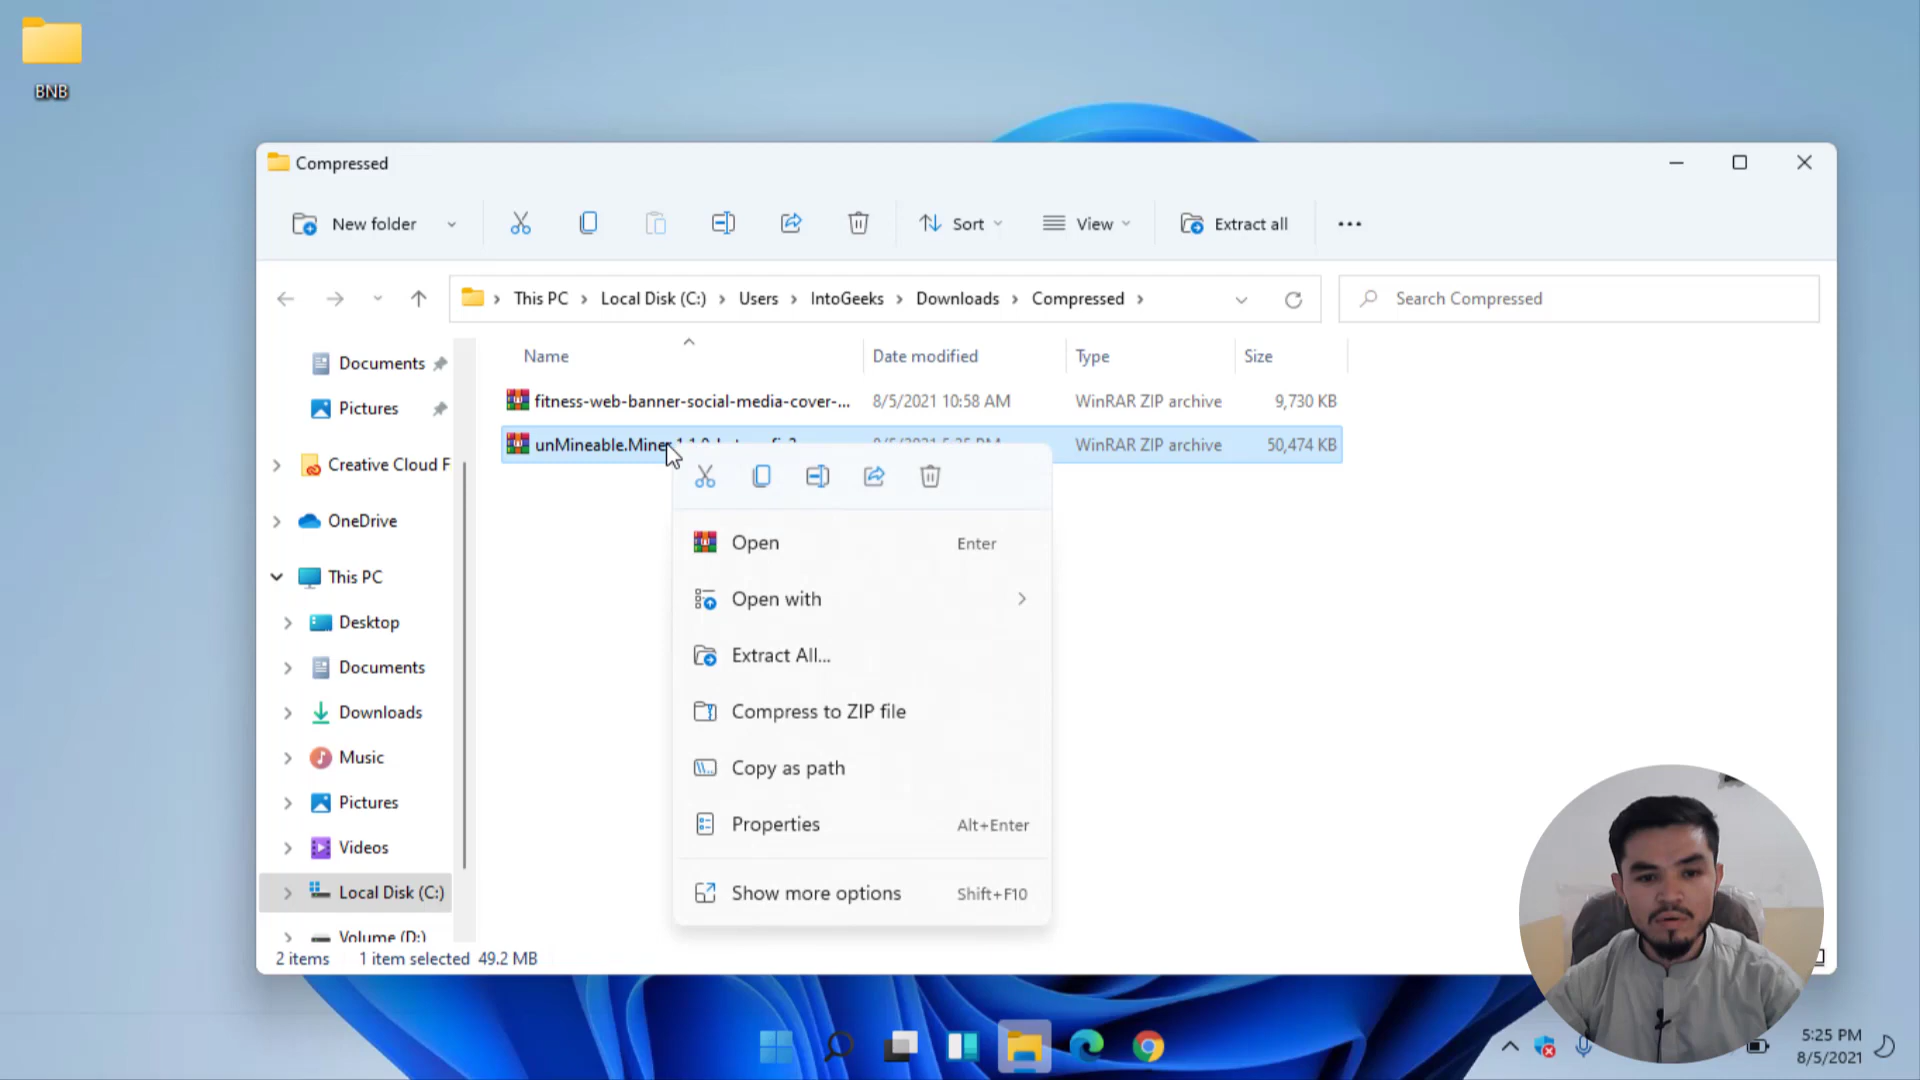 BNB
Compressed
New folder
Sort
View
Extract all
This PC
Local Disk (C:)
Users
IntoGeeks
Downloads
Compressed
Search Compressed
Name
Date modified
Type
Size
fitness-web-banner-social-media-cover-...
8/5/2021 10:58 AM
WinRAR ZIP archive
9,730 KB
unMineable.Miner
WinRAR ZIP archive
50,474 KB
Documents
Pictures
Creative Cloud F
OneDrive
This PC
Desktop
Documents
Downloads
Music
Pictures
Videos
Local Disk (C:)
Volume (D:)
Open Enter
Open with
Extract All...
Compress to ZIP file
Copy as path
Properties Alt+Enter
Show more options Shift+F10
2 items 1 item selected 49.2 MB
5:25 PM
8/5/2021